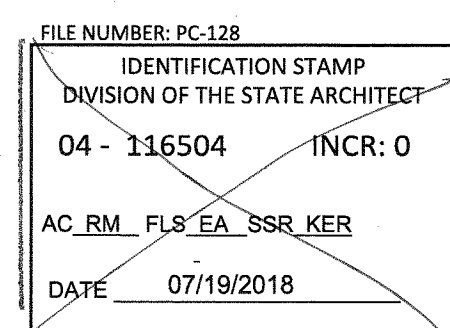 FILE NUMBER: PC-128
IDENTIFICATION STAMP
DIVISION OF THE STATE ARCHITECT
04 - 116504 INCR: 0
AC RM FLS EA SSR KER
DATE 07/19/2018